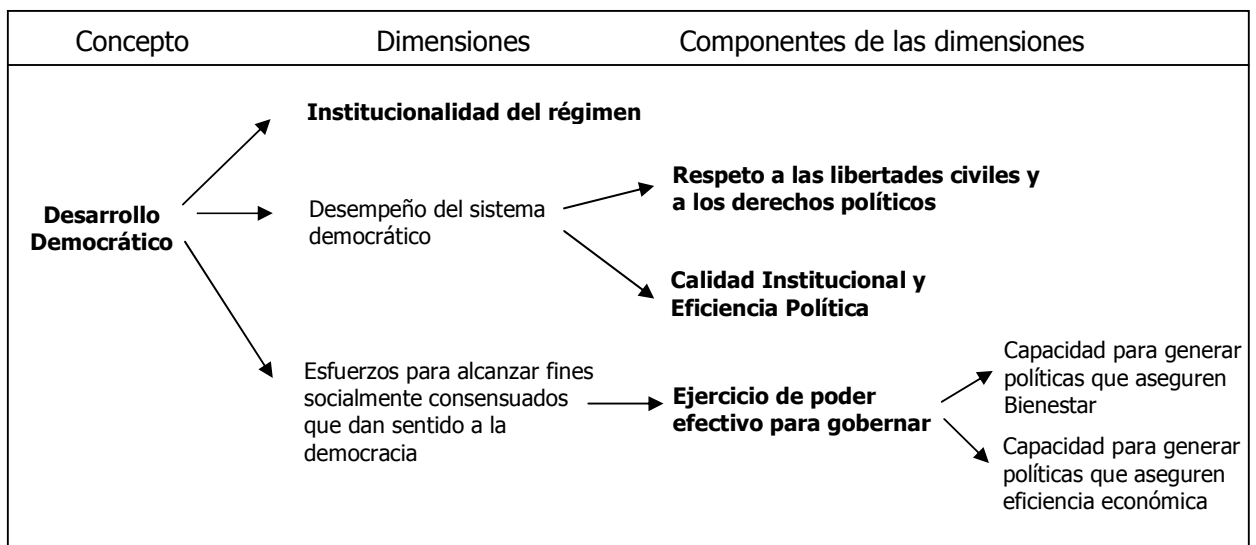 Concepto Dimensiones Componentes de las dimensiones
Institucionalidad del régimen
Desarrollo
Democrático
Desempeño del sistema
democrático
Respeto a las libertades civiles y
a los derechos políticos
Calidad Institucional y
Eficiencia Política
Esfuerzos para alcanzar fines
socialmente consensuados
que dan sentido a la
democracia
Ejercicio de poder
efectivo para gobernar
Capacidad para generar
políticas que aseguren
Bienestar
Capacidad para generar
políticas que aseguren
eficiencia económica